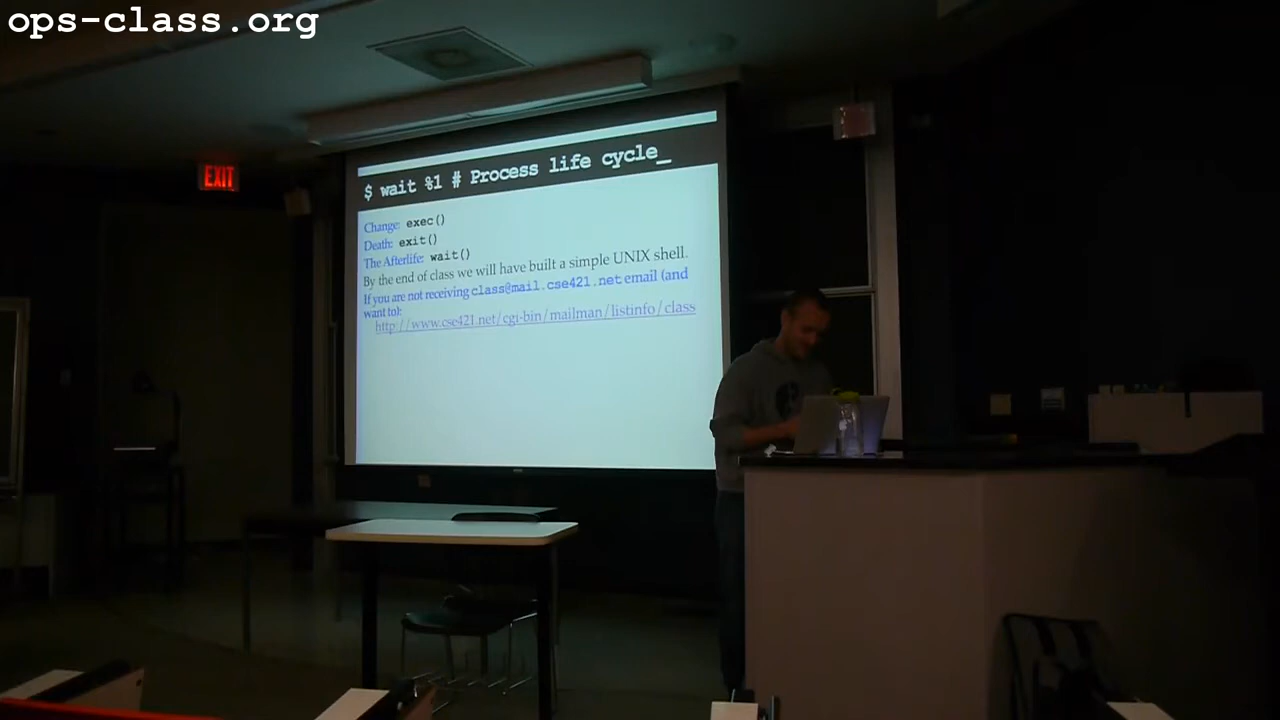 ops-class.org
EXIT
$ wait %1 # Process life cycle_
Change: exec()
Death: exit()
The Afterlife: wait()
By the end of class we will have built a simple UNIX shell.
If you are not receiving class@mail.cse421.net email (and
want to):
http://www.cse421.net/cgi-bin/mailman/listinfo/class